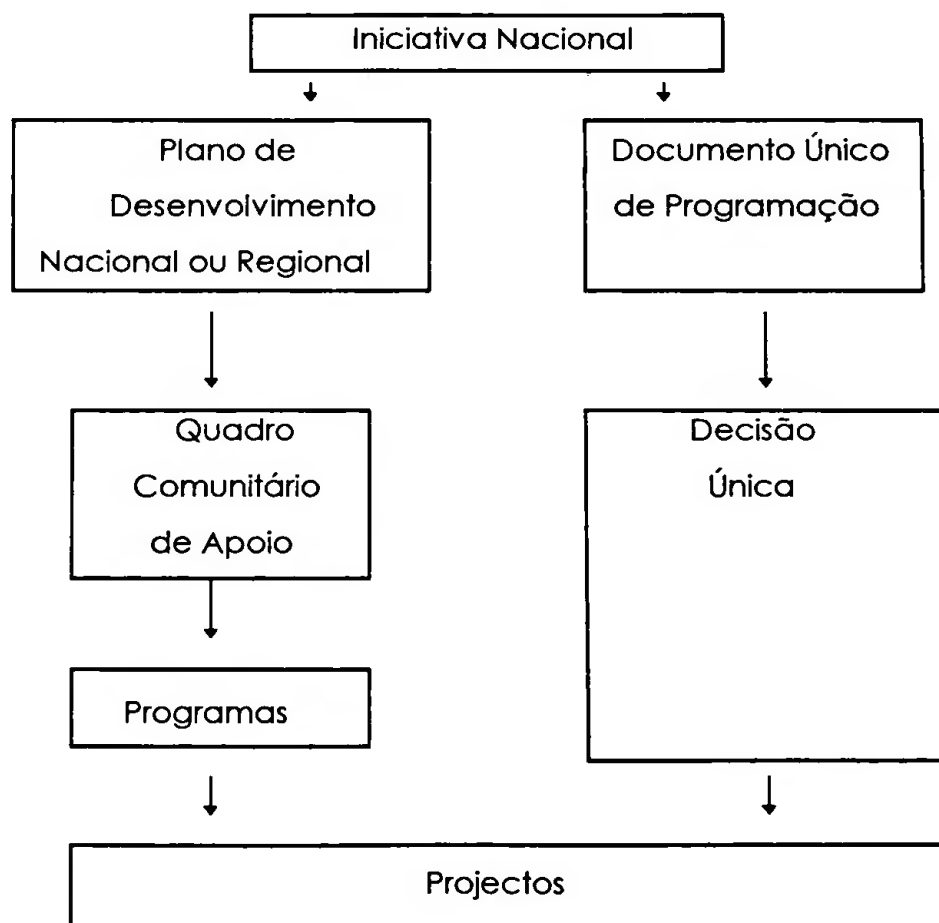 Iniciativa Nacional
Plano de
Desenvolvimento
Nacional ou Regional
Documento Único
de Programação
Quadro
Comunitário
de Apoio
Decisão
Única
Programas
Projectos